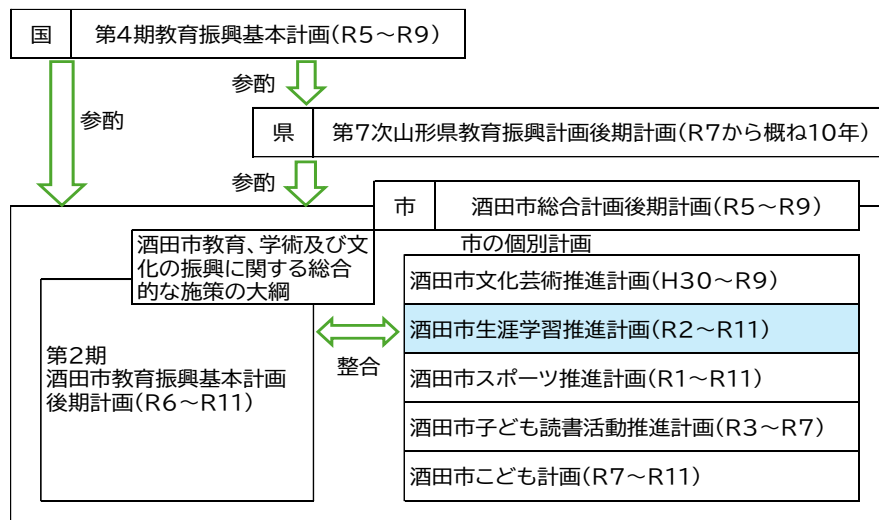 国 第4期教育振興基本計画(R5～R9)
参酌
参酌
県 第7次山形県教育振興計画後期計画(R7から概ね10年)
参酌
市 酒田市総合計画後期計画(R5～R9)
酒田市教育、学術及び文
化の振興に関する総合
的な施策の大綱
市の個別計画
酒田市文化芸術推進計画(H30～R9)
酒田市生涯学習推進計画(R2～R11)
酒田市スポーツ推進計画(R1～R11)
酒田市子ども読書活動推進計画(R3～R7)
酒田市こども計画(R7～R11)
整合
第2期
酒田市教育振興基本計画
後期計画(R6～R11)